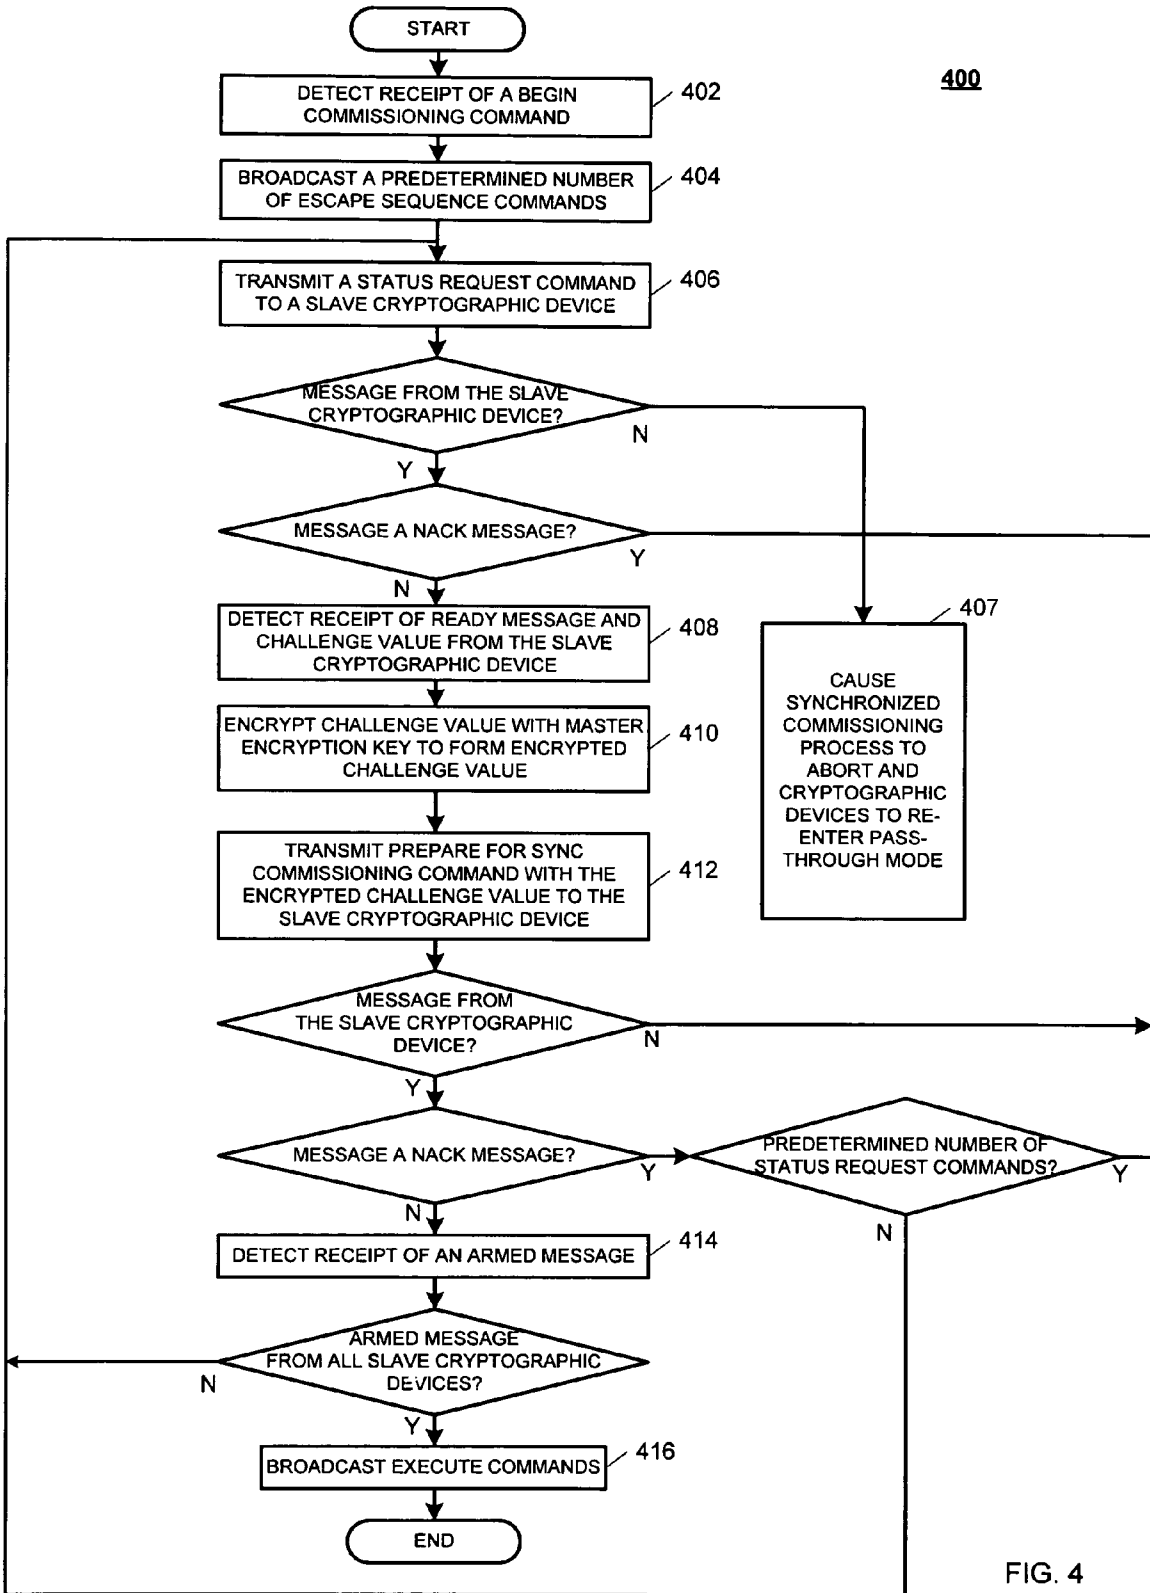 START
400
DETECT RECEIPT OF A BEGIN
COMMISSIONING COMMAND
402
BROADCAST A PREDETERMINED NUMBER
OF ESCAPE SEQUENCE COMMANDS
404
TRANSMIT A STATUS REQUEST COMMAND
TO A SLAVE CRYPTOGRAPHIC DEVICE
406
MESSAGE FROM THE SLAVE
CRYPTOGRAPHIC DEVICE?
N
Y
MESSAGE A NACK MESSAGE?
Y
N
DETECT RECEIPT OF READY MESSAGE AND
CHALLENGE VALUE FROM THE SLAVE
CRYPTOGRAPHIC DEVICE
408
407
CAUSE
SYNCHRONIZED
COMMISSIONING
PROCESS TO
ABORT AND
CRYPTOGRAPHIC
DEVICES TO RE-
ENTER PASS-
THROUGH MODE
ENCRYPT CHALLENGE VALUE WITH MASTER
ENCRYPTION KEY TO FORM ENCRYPTED
CHALLENGE VALUE
410
TRANSMIT PREPARE FOR SYNC
COMMISSIONING COMMAND WITH THE
ENCRYPTED CHALLENGE VALUE TO THE
SLAVE CRYPTOGRAPHIC DEVICE
412
MESSAGE FROM
THE SLAVE CRYPTOGRAPHIC
DEVICE?
N
Y
MESSAGE A NACK MESSAGE?
Y
N
PREDETERMINED NUMBER OF
STATUS REQUEST COMMANDS?
Y
N
DETECT RECEIPT OF AN ARMED MESSAGE
414
ARMED MESSAGE
FROM ALL SLAVE CRYPTOGRAPHIC
DEVICES?
N
Y
BROADCAST EXECUTE COMMANDS
416
END
FIG. 4